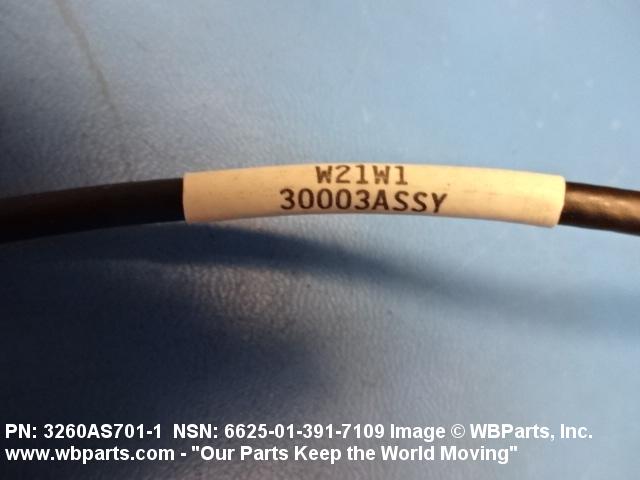 W21W1
30003ASSY
PN: 3260AS701-1 NSN: 6625-01-391-7109 Image © WBParts, Inc.
www.wbparts.com - "Our Parts Keep the World Moving"